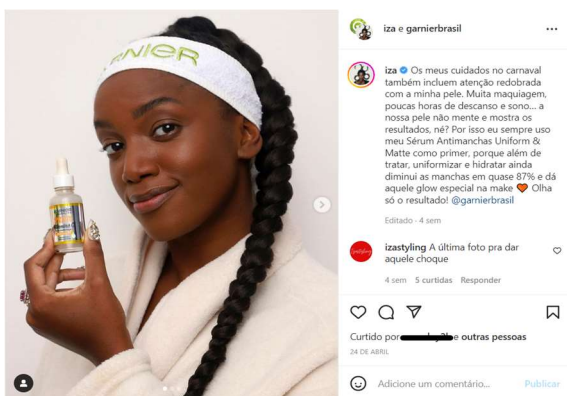 RNIER
GARNIER
iza e garnierbrasil
iza Os meus cuidados no carnaval
também incluem atenção redobrada
com a minha pele. Muita maquiagem,
poucas horas de descanso e sono... a
nossa pele não mente e mostra os
resultados, né? Por isso eu sempre uso
meu Sérum Antimanchas Uniform &
Matte como primer, porque além de
tratar, uniformizar e hidratar ainda
diminui as manchas em quase 87% e dá
aquele glow especial na make 🧡 Olha
só o resultado! @garnierbrasil
Editado · 4 sem
izastyling A última foto pra dar
aquele choque
4 sem 5 curtidas Responder
Curtido por e outras pessoas
24 DE ABRIL
Adicione um comentário... Publicar